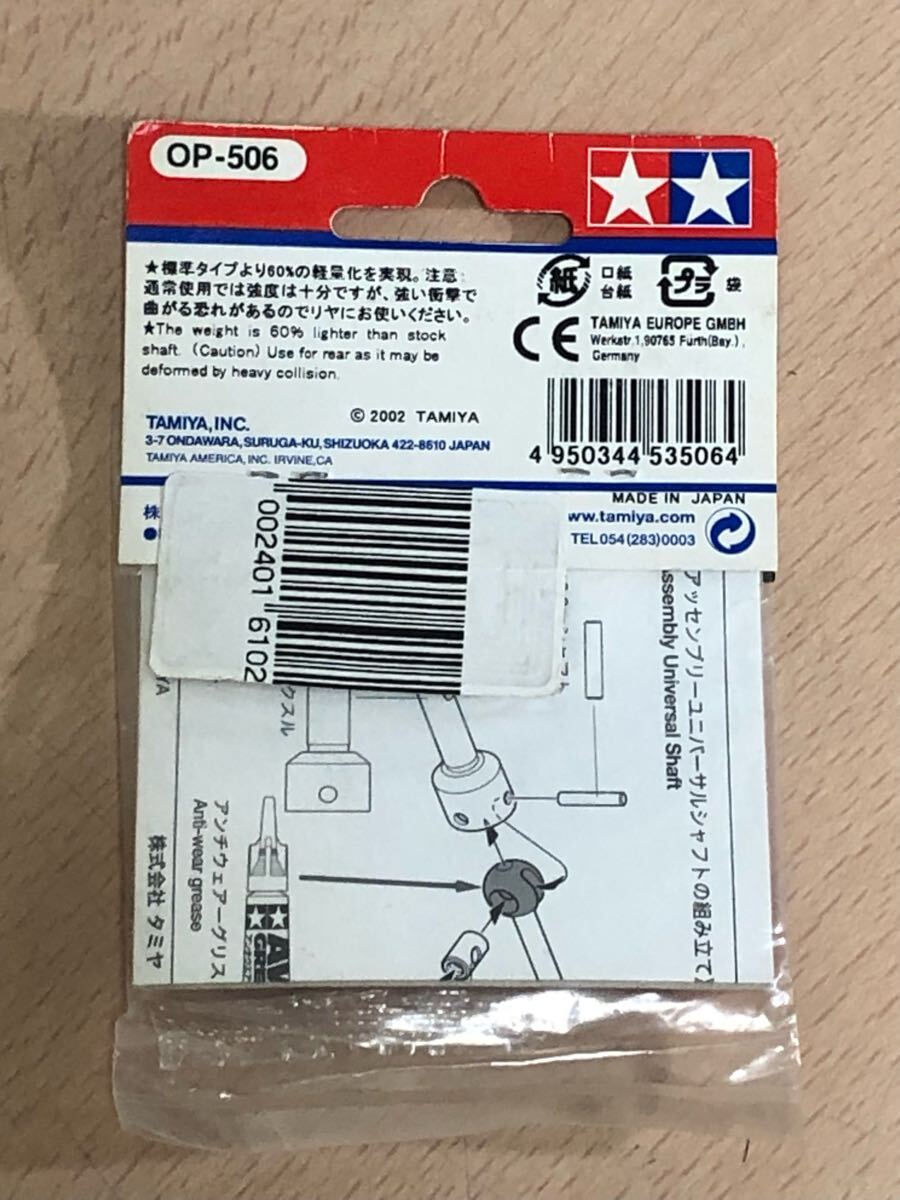 OP-506
★標準タイプより60%の軽量化を実現。注意:
通常使用では強度は十分ですが、強い衝撃で
曲がる恐れがあるのでリヤにお使いください。
★The weight is 60% lighter than stock
shaft. (Caution) Use for rear as it may be
deformed by heavy collision.
紙
口紙
台紙
プラ
袋
CE
TAMIYA EUROPE GMBH
Werkstr.1,90765 Fürth(Bay.),
Germany
© 2002 TAMIYA
TAMIYA, INC.
3-7 ONDAWARA, SURUGA-KU, SHIZUOKA 422-8610 JAPAN
TAMIYA AMERICA, INC. IRVINE, CA
4 950344 535064
MADE IN JAPAN
株
www.tamiya.com
TEL054(283)0003
002401 6102
アッセンブリーユニバーサルシャフトの組み立て
Assembly Universal Shaft
クスル
アンチウェアーグリス
Anti-wear grease
AW
GRE
株式会社 タミヤ